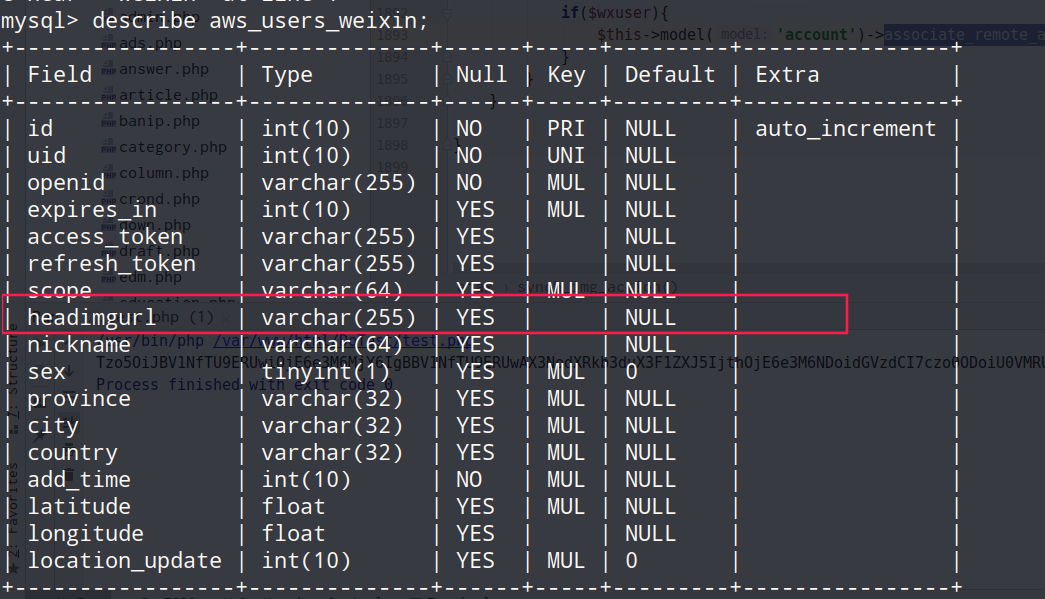 mysql> describe aws_users_weixin;
+-----------------+--------------+------+-----+---------+----------------+
| Field | Type | Null | Key | Default | Extra |
+-----------------+--------------+------+-----+---------+----------------+
| id | int(10) | NO | PRI | NULL | auto_increment |
| uid | int(10) | NO | UNI | NULL | |
| openid | varchar(255) | NO | MUL | NULL | |
| expires_in | int(10) | YES | MUL | NULL | |
| access_token | varchar(255) | YES | | NULL | |
| refresh_token | varchar(255) | YES | | NULL | |
| scope | varchar(64) | YES | MUL | NULL | |
| headimgurl | varchar(255) | YES | | NULL | |
| nickname | varchar(64) | YES | | NULL | |
| sex | tinyint(1) | YES | MUL | 0 | |
| province | varchar(32) | YES | MUL | NULL | |
| city | varchar(32) | YES | MUL | NULL | |
| country | varchar(32) | YES | MUL | NULL | |
| add_time | int(10) | NO | MUL | NULL | |
| latitude | float | YES | MUL | NULL | |
| longitude | float | YES | | NULL | |
| location_update | int(10) | YES | MUL | 0 | |
+-----------------+--------------+------+-----+---------+----------------+
if($wxuser){
1893 $this->model( model: 'account')->associate_remote_a
1894 }
1895
1897
1898
1899
ads.php
answer.php
article.php
banip.php
category.php
column.php
crond.php
down.php
draft.php
edm.php
Process finished with exit code 0